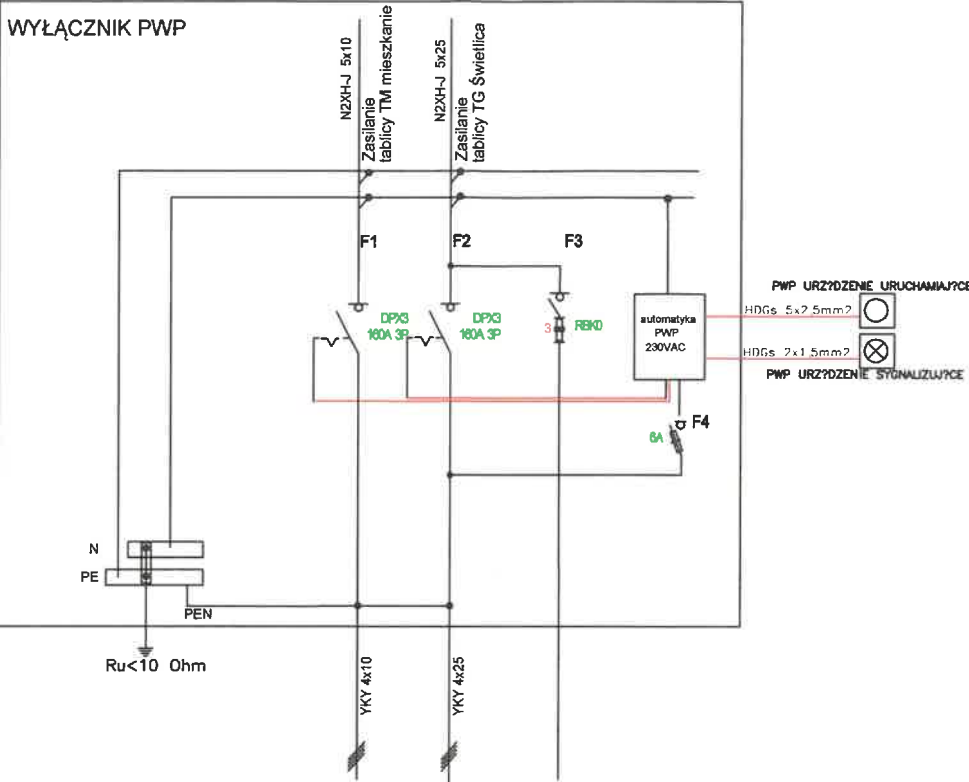 WYŁĄCZNIK PWP
N2XH-J 5x10
Zasilanie
tablicy TM mieszkanie
N2XH-J 5x25
Zasilanie
tablicy TG Świetlica
F1
F2
F3
DPX3
160A 3P
DPX3
160A 3P
3
RBK0
automatyka
PWP
230VAC
PWP URZ?DZENIE URUCHAMIAJ?CE
HDGs 5x2,5mm2
HDGs 2x1,5mm2
PWP URZ?DZENIE SYGNALIZUJ?CE
F4
6A
N
PE
PEN
Ru<10 Ohm
YKY 4x10
YKY 4x25